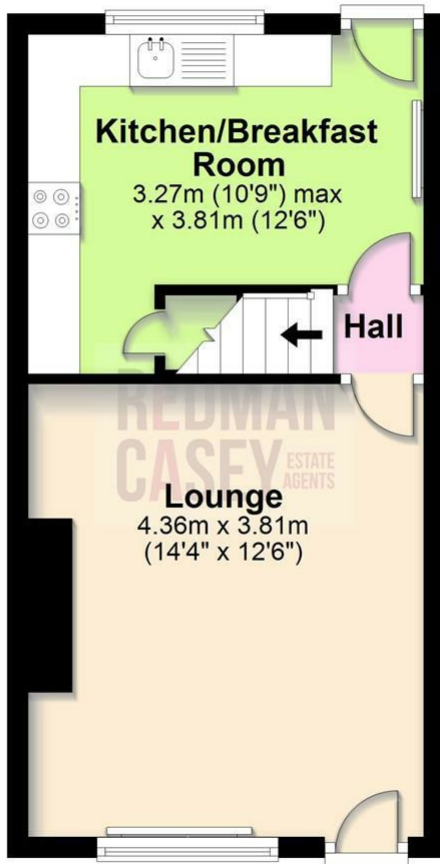 Kitchen/Breakfast
Room
3.27m (10'9") max
x 3.81m (12'6")
Hall
REDMAN
CASEY ESTATE
AGENTS
Lounge
4.36m x 3.81m
(14'4" x 12'6")